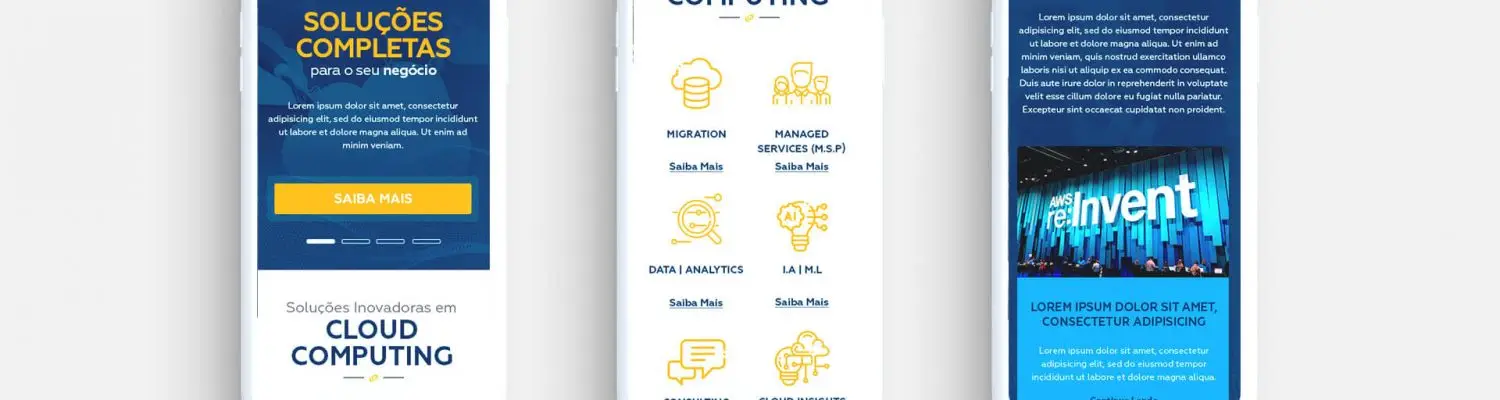 SOLUÇÕES
COMPLETAS
para o seu negócio
Lorem ipsum dolor sit amet, consectetur
adipiscing elit, sed do eiusmod tempor incididunt
ut labore et dolore magna aliqua. Ut enim ad
minim veniam.
SAIBA MAIS
Soluções Inovadoras em
CLOUD
COMPUTING
COMPUTING
MIGRATION
Saiba Mais
MANAGED
SERVICES (M.S.P)
Saiba Mais
DATA | ANALYTICS
Saiba Mais
AI
I.A | M.L
Saiba Mais
CONSULTING
CLOUD INSIGHTS
Lorem ipsum dolor sit amet, consectetur
adipiscing elit, sed do eiusmod tempor incididunt
ut labore et dolore magna aliqua. Ut enim ad
minim veniam, quis nostrud exercitation ullamco
laboris nisi ut aliquip ex ea commodo consequat.
Duis aute irure dolor in reprehenderit in voluptate
velit esse cillum dolore eu fugiat nulla pariatur.
Excepteur sint occaecat cupidatat non proident.
AWS
re:Invent
LOREM IPSUM DOLOR SIT AMET,
CONSECTETUR ADIPISICING
Lorem ipsum dolor sit amet, consectetur
adipisicing elit, sed do eiusmod tempor
incididunt ut labore et dolore magna aliqua.